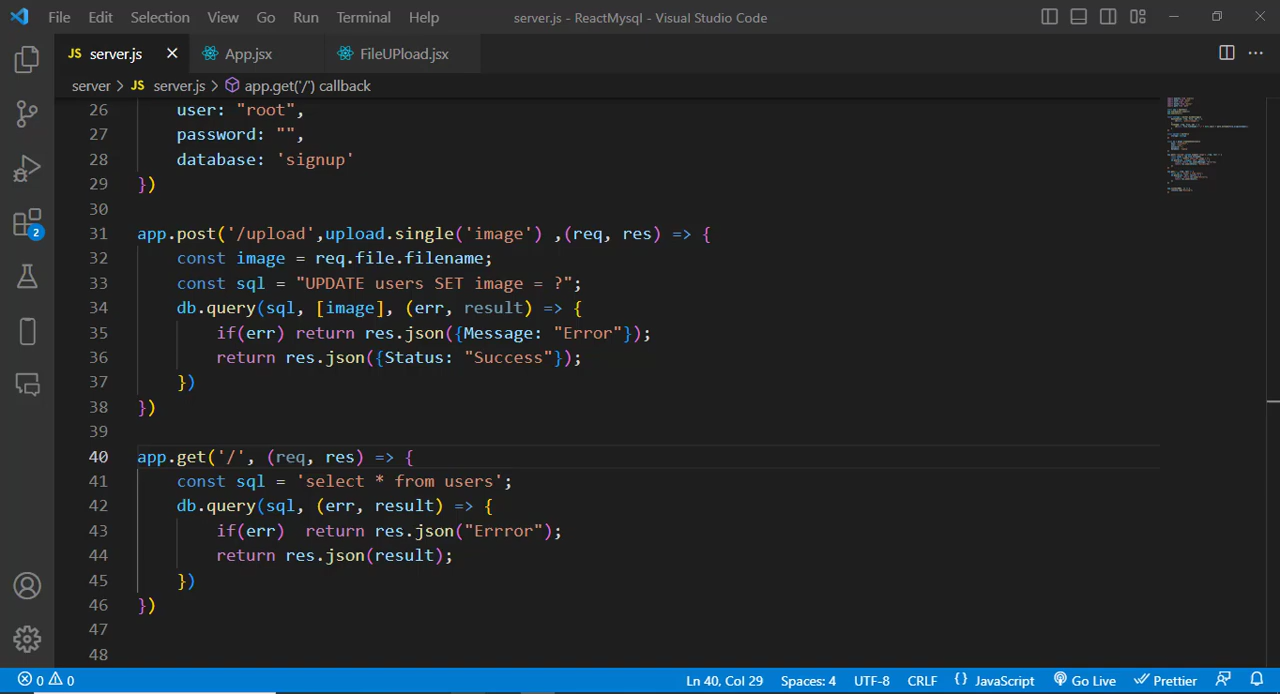 File Edit Selection View Go Run Terminal Help server.js - ReactMysql - Visual Studio Code
JS server.js App.jsx FileUPload.jsx
server > JS server.js > app.get('/') callback
26 user: "root",
27 password: "",
28 database: 'signup'
29 })
30
31 app.post('/upload',upload.single('image') ,(req, res) => {
32 const image = req.file.filename;
33 const sql = "UPDATE users SET image = ?";
34 db.query(sql, [image], (err, result) => {
35 if(err) return res.json({Message: "Error"});
36 return res.json({Status: "Success"});
37 })
38 })
39
40 app.get('/', (req, res) => {
41 const sql = 'select * from users';
42 db.query(sql, (err, result) => {
43 if(err)  return res.json("Errror");
44 return res.json(result);
45 })
46 })
47
48
2
0 0 Ln 40, Col 29 Spaces: 4 UTF-8 CRLF {} JavaScript Go Live Prettier